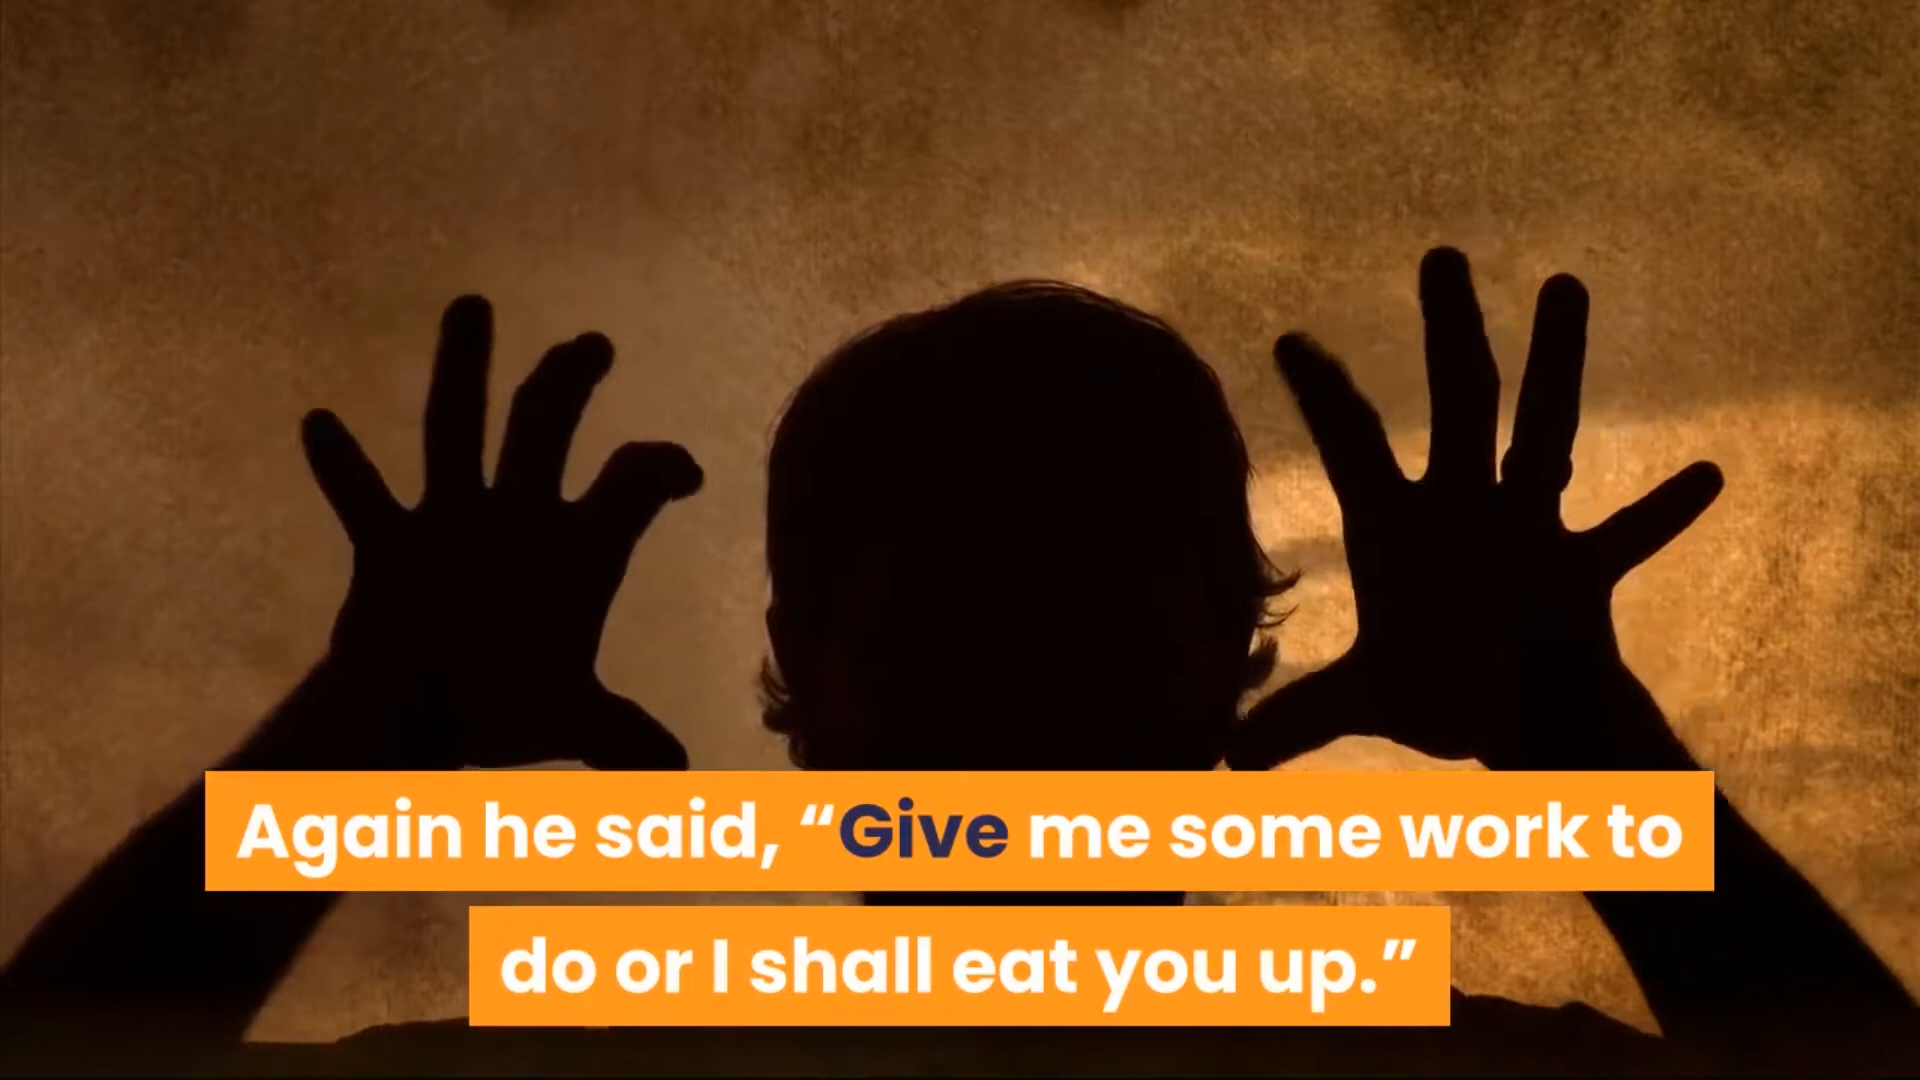 Again he said, “Give me some work to
do or I shall eat you up.”